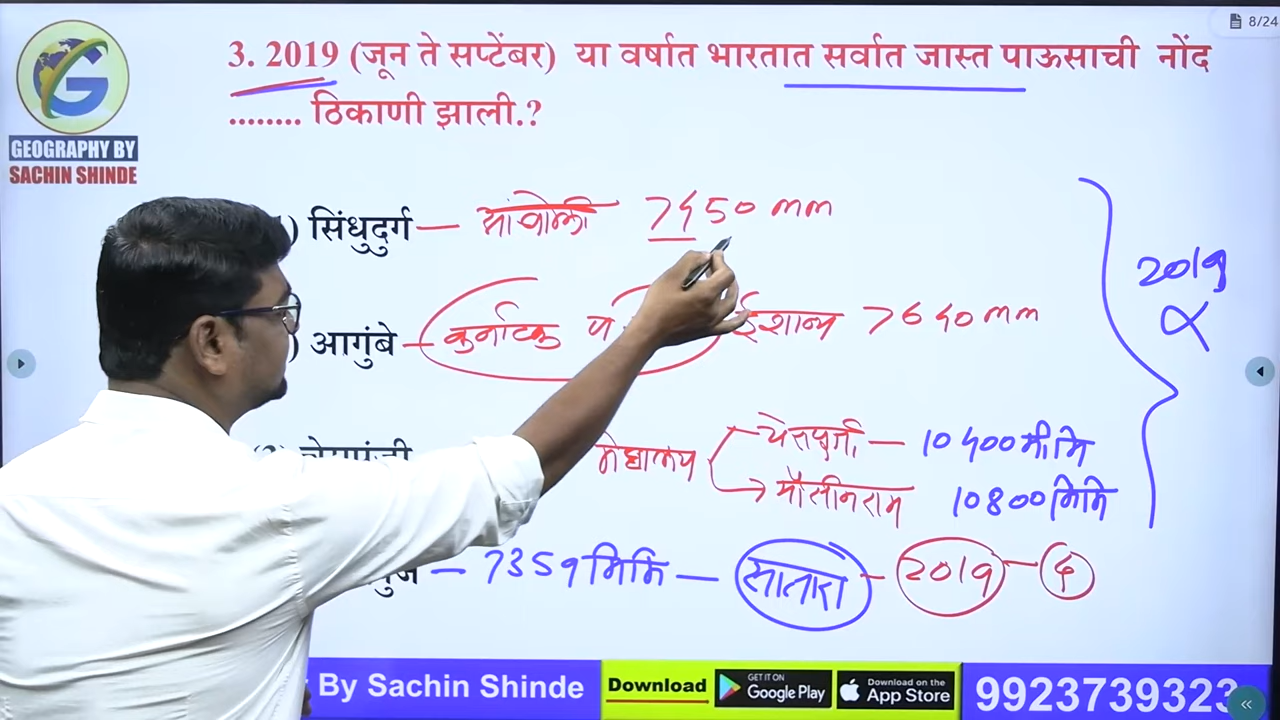 8/24
3. 2019 (जून ते सप्टेंबर) या वर्षात भारतात सर्वात जास्त पाऊसाची नोंद
........ ठिकाणी झाली.?
GEOGRAPHY BY
SACHIN SHINDE
) सिंधुदुर्ग — 7450 mm
2019
) आगुंबे – कर्नाटक ईशान्य 7640 mm
मेघालय
10400 मीमि
मौसीनराम 10800 मिमि
— 7359 मिमि — सातारा – 2019 –
By Sachin Shinde
Download
GET IT ON
Google Play
Download on the
App Store
9923739323